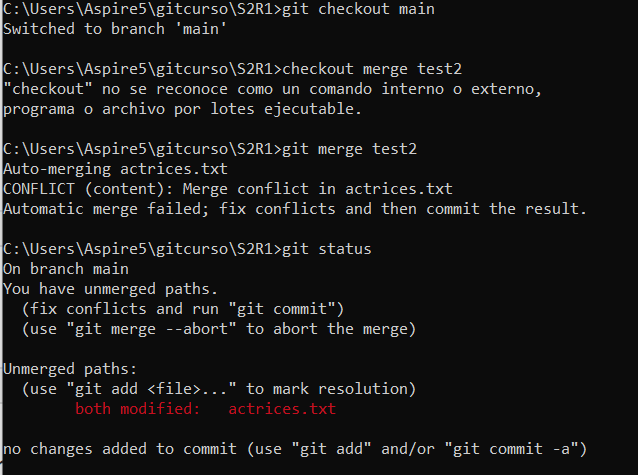 C:\Users\Aspire5\gitcurso\S2R1>git checkout main
Switched to branch 'main'
C:\Users\Aspire5\gitcurso\S2R1>checkout merge test2
"checkout" no se reconoce como un comando interno o externo,
programa o archivo por lotes ejecutable.
C:\Users\Aspire5\gitcurso\S2R1>git merge test2
Auto-merging actrices.txt
CONFLICT (content): Merge conflict in actrices.txt
Automatic merge failed; fix conflicts and then commit the result.
C:\Users\Aspire5\gitcurso\S2R1>git status
On branch main
You have unmerged paths.
  (fix conflicts and run "git commit")
  (use "git merge --abort" to abort the merge)
Unmerged paths:
  (use "git add <file>..." to mark resolution)
        both modified:   actrices.txt
no changes added to commit (use "git add" and/or "git commit -a")